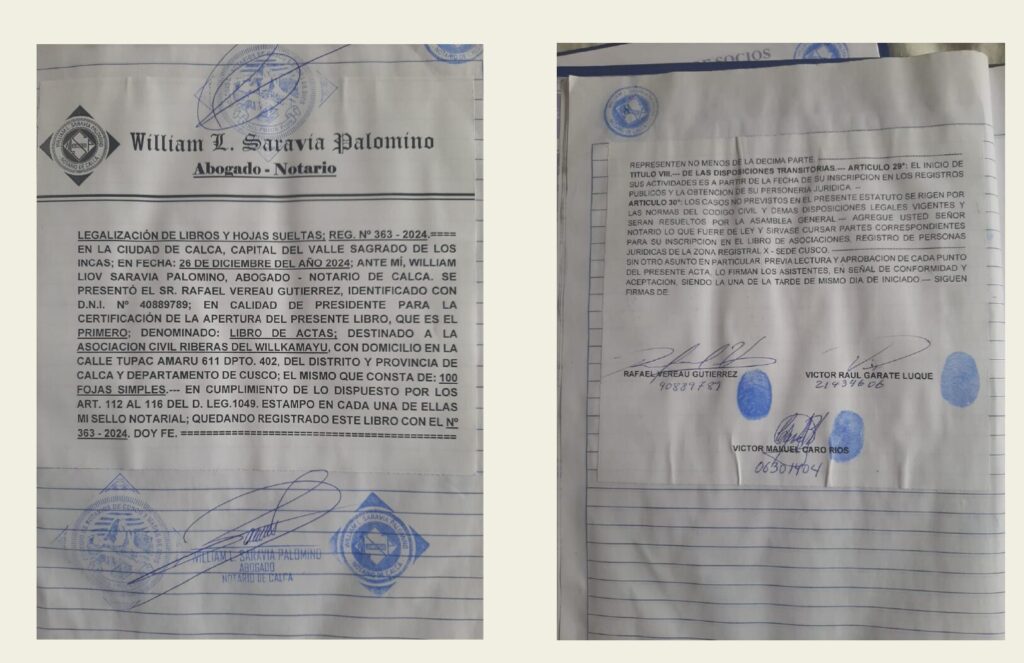 William L. Saravia Palomino
Abogado - Notario
LEGALIZACIÓN DE LIBROS Y HOJAS SUELTAS; REG. Nº 363 - 2024.====
EN LA CIUDAD DE CALCA, CAPITAL DEL VALLE SAGRADO DE LOS
INCAS; EN FECHA: 26 DE DICIEMBRE DEL AÑO 2024; ANTE MÍ, WILLIAM
LIOV SARAVIA PALOMINO, ABOGADO - NOTARIO DE CALCA. SE
PRESENTÓ EL SR. RAFAEL VEREAU GUTIERREZ, IDENTIFICADO CON
D.N.I. Nº 40889789; EN CALIDAD DE PRESIDENTE PARA LA
CERTIFICACIÓN DE LA APERTURA DEL PRESENTE LIBRO, QUE ES EL
PRIMERO; DENOMINADO: LIBRO DE ACTAS; DESTINADO A LA
ASOCIACION CIVIL RIBERAS DEL WILLKAMAYU, CON DOMICILIO EN LA
CALLE TUPAC AMARU 611 DPTO. 402, DEL DISTRITO Y PROVINCIA DE
CALCA Y DEPARTAMENTO DE CUSCO; EL MISMO QUE CONSTA DE: 100
FOJAS SIMPLES.--- EN CUMPLIMIENTO DE LO DISPUESTO POR LOS
ART. 112 AL 116 DEL D. LEG.1049. ESTAMPO EN CADA UNA DE ELLAS
MI SELLO NOTARIAL; QUEDANDO REGISTRADO ESTE LIBRO CON EL Nº
363 - 2024. DOY FE. ==========================================
WILLIAM L. SARAVIA PALOMINO
ABOGADO
NOTARIO DE CALCA
WILLIAM L. SARAVIA PALOMINO
NOTARIO DE CALCA
DE SOCIOS
REPRESENTEN NO MENOS DE LA DECIMA PARTE.
TITULO VIII.--- DE LAS DISPOSICIONES TRANSITORIAS.--- ARTICULO 29°: EL INICIO DE
SUS ACTIVIDADES ES A PARTIR DE LA FECHA DE SU INSCRIPCION EN LOS REGISTROS
PUBLICOS Y LA OBTENCION DE SU PERSONERIA JURIDICA --
ARTICULO 30°: LOS CASOS NO PREVISTOS EN EL PRESENTE ESTATUTO SE RIGEN POR
LAS NORMAS DEL CODIGO CIVIL Y DEMAS DISPOSICIONES LEGALES VIGENTES Y
SERAN RESUELTOS POR LA ASAMBLEA GENERAL--- AGREGUE USTED SEÑOR
NOTARIO LO QUE FUERE DE LEY Y SIRVASE CURSAR PARTES CORRESPONDIENTES
PARA SU INSCRIPCION EN EL LIBRO DE ASOCIACIONES, REGISTRO DE PERSONAS
JURIDICAS DE LA ZONA REGISTRAL X - SEDE CUSCO.
SIN OTRO ASUNTO EN PARTICULAR, PREVIA LECTURA Y APROBACION DE CADA PUNTO
DEL PRESENTE ACTA, LO FIRMAN LOS ASISTENTES, EN SEÑAL DE CONFORMIDAD Y
ACEPTACION, SIENDO LA UNA DE LA TARDE DE MISMO DIA DE INICIADO--- SIGUEN
FIRMAS DE:
RAFAEL VEREAU GUTIERREZ
40889789
VICTOR RAUL GARATE LUQUE
21439606
VICTOR MANUEL CARO RIOS
06301404